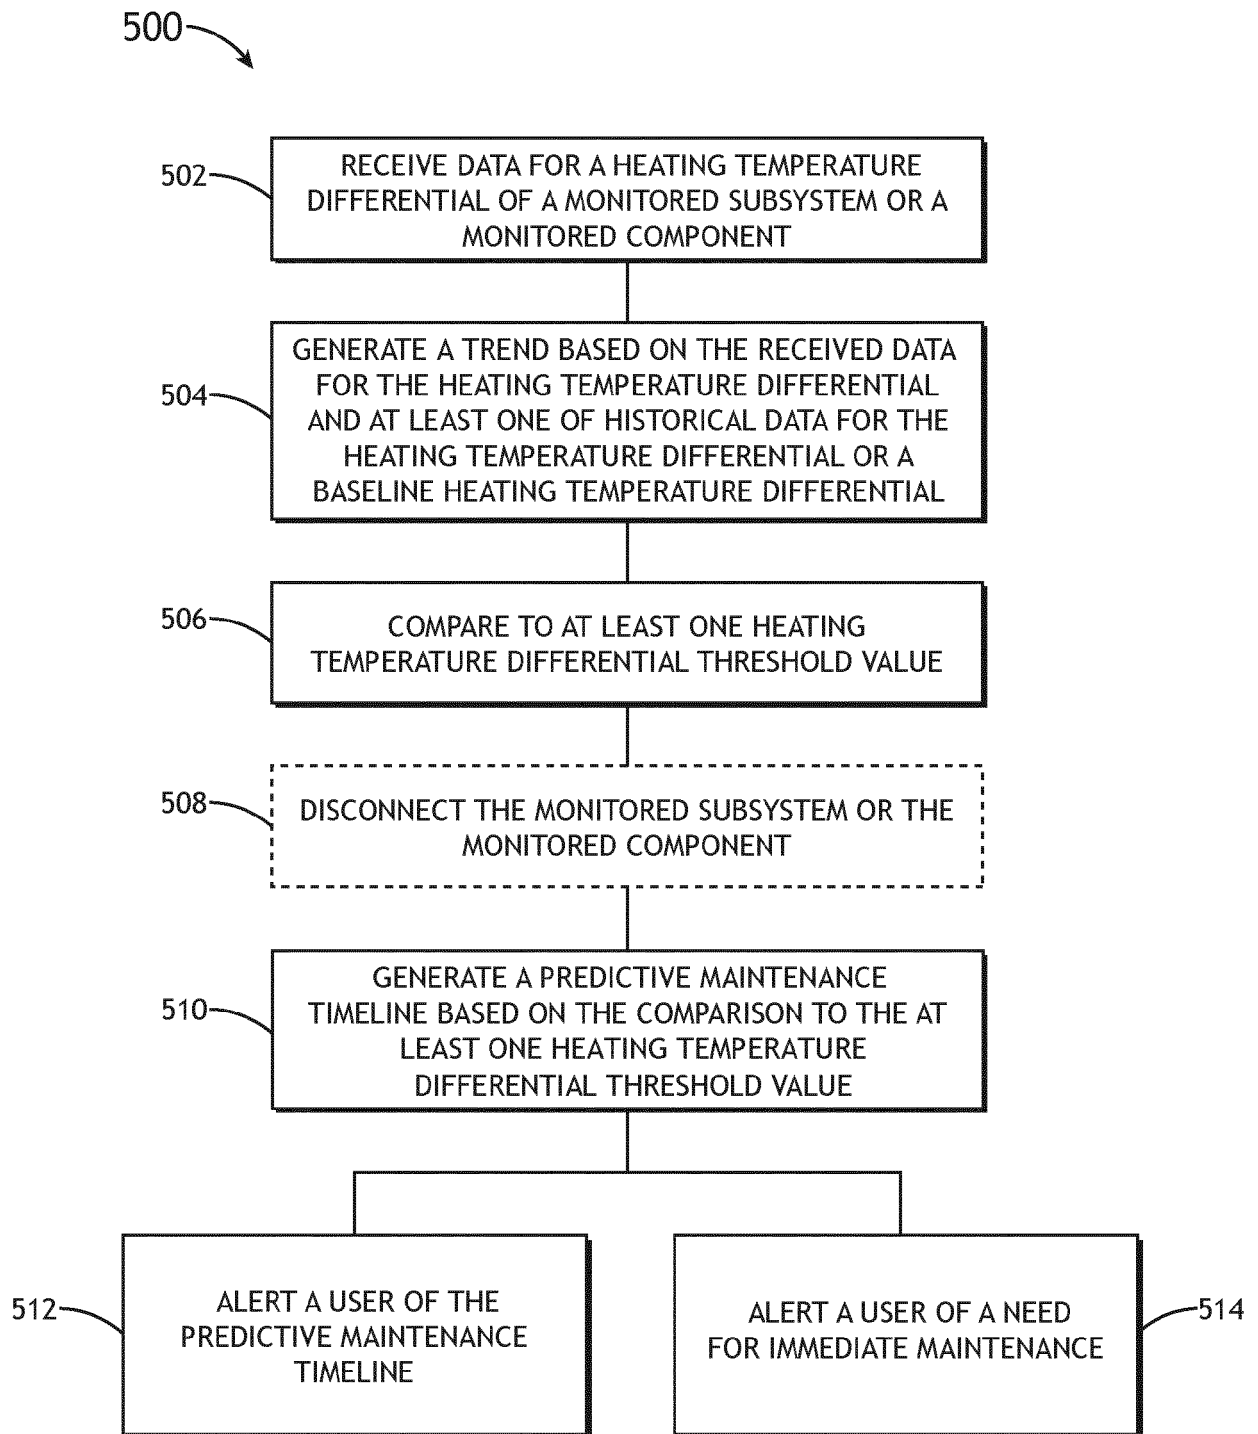 500
502
RECEIVE DATA FOR A HEATING TEMPERATURE
DIFFERENTIAL OF A MONITORED SUBSYSTEM OR A
MONITORED COMPONENT
504
GENERATE A TREND BASED ON THE RECEIVED DATA
FOR THE HEATING TEMPERATURE DIFFERENTIAL
AND AT LEAST ONE OF HISTORICAL DATA FOR THE
HEATING TEMPERATURE DIFFERENTIAL OR A
BASELINE HEATING TEMPERATURE DIFFERENTIAL
506
COMPARE TO AT LEAST ONE HEATING
TEMPERATURE DIFFERENTIAL THRESHOLD VALUE
508
DISCONNECT THE MONITORED SUBSYSTEM OR THE
MONITORED COMPONENT
510
GENERATE A PREDICTIVE MAINTENANCE
TIMELINE BASED ON THE COMPARISON TO THE AT
LEAST ONE HEATING TEMPERATURE
DIFFERENTIAL THRESHOLD VALUE
512
ALERT A USER OF THE
PREDICTIVE MAINTENANCE
TIMELINE
ALERT A USER OF A NEED
FOR IMMEDIATE MAINTENANCE
514